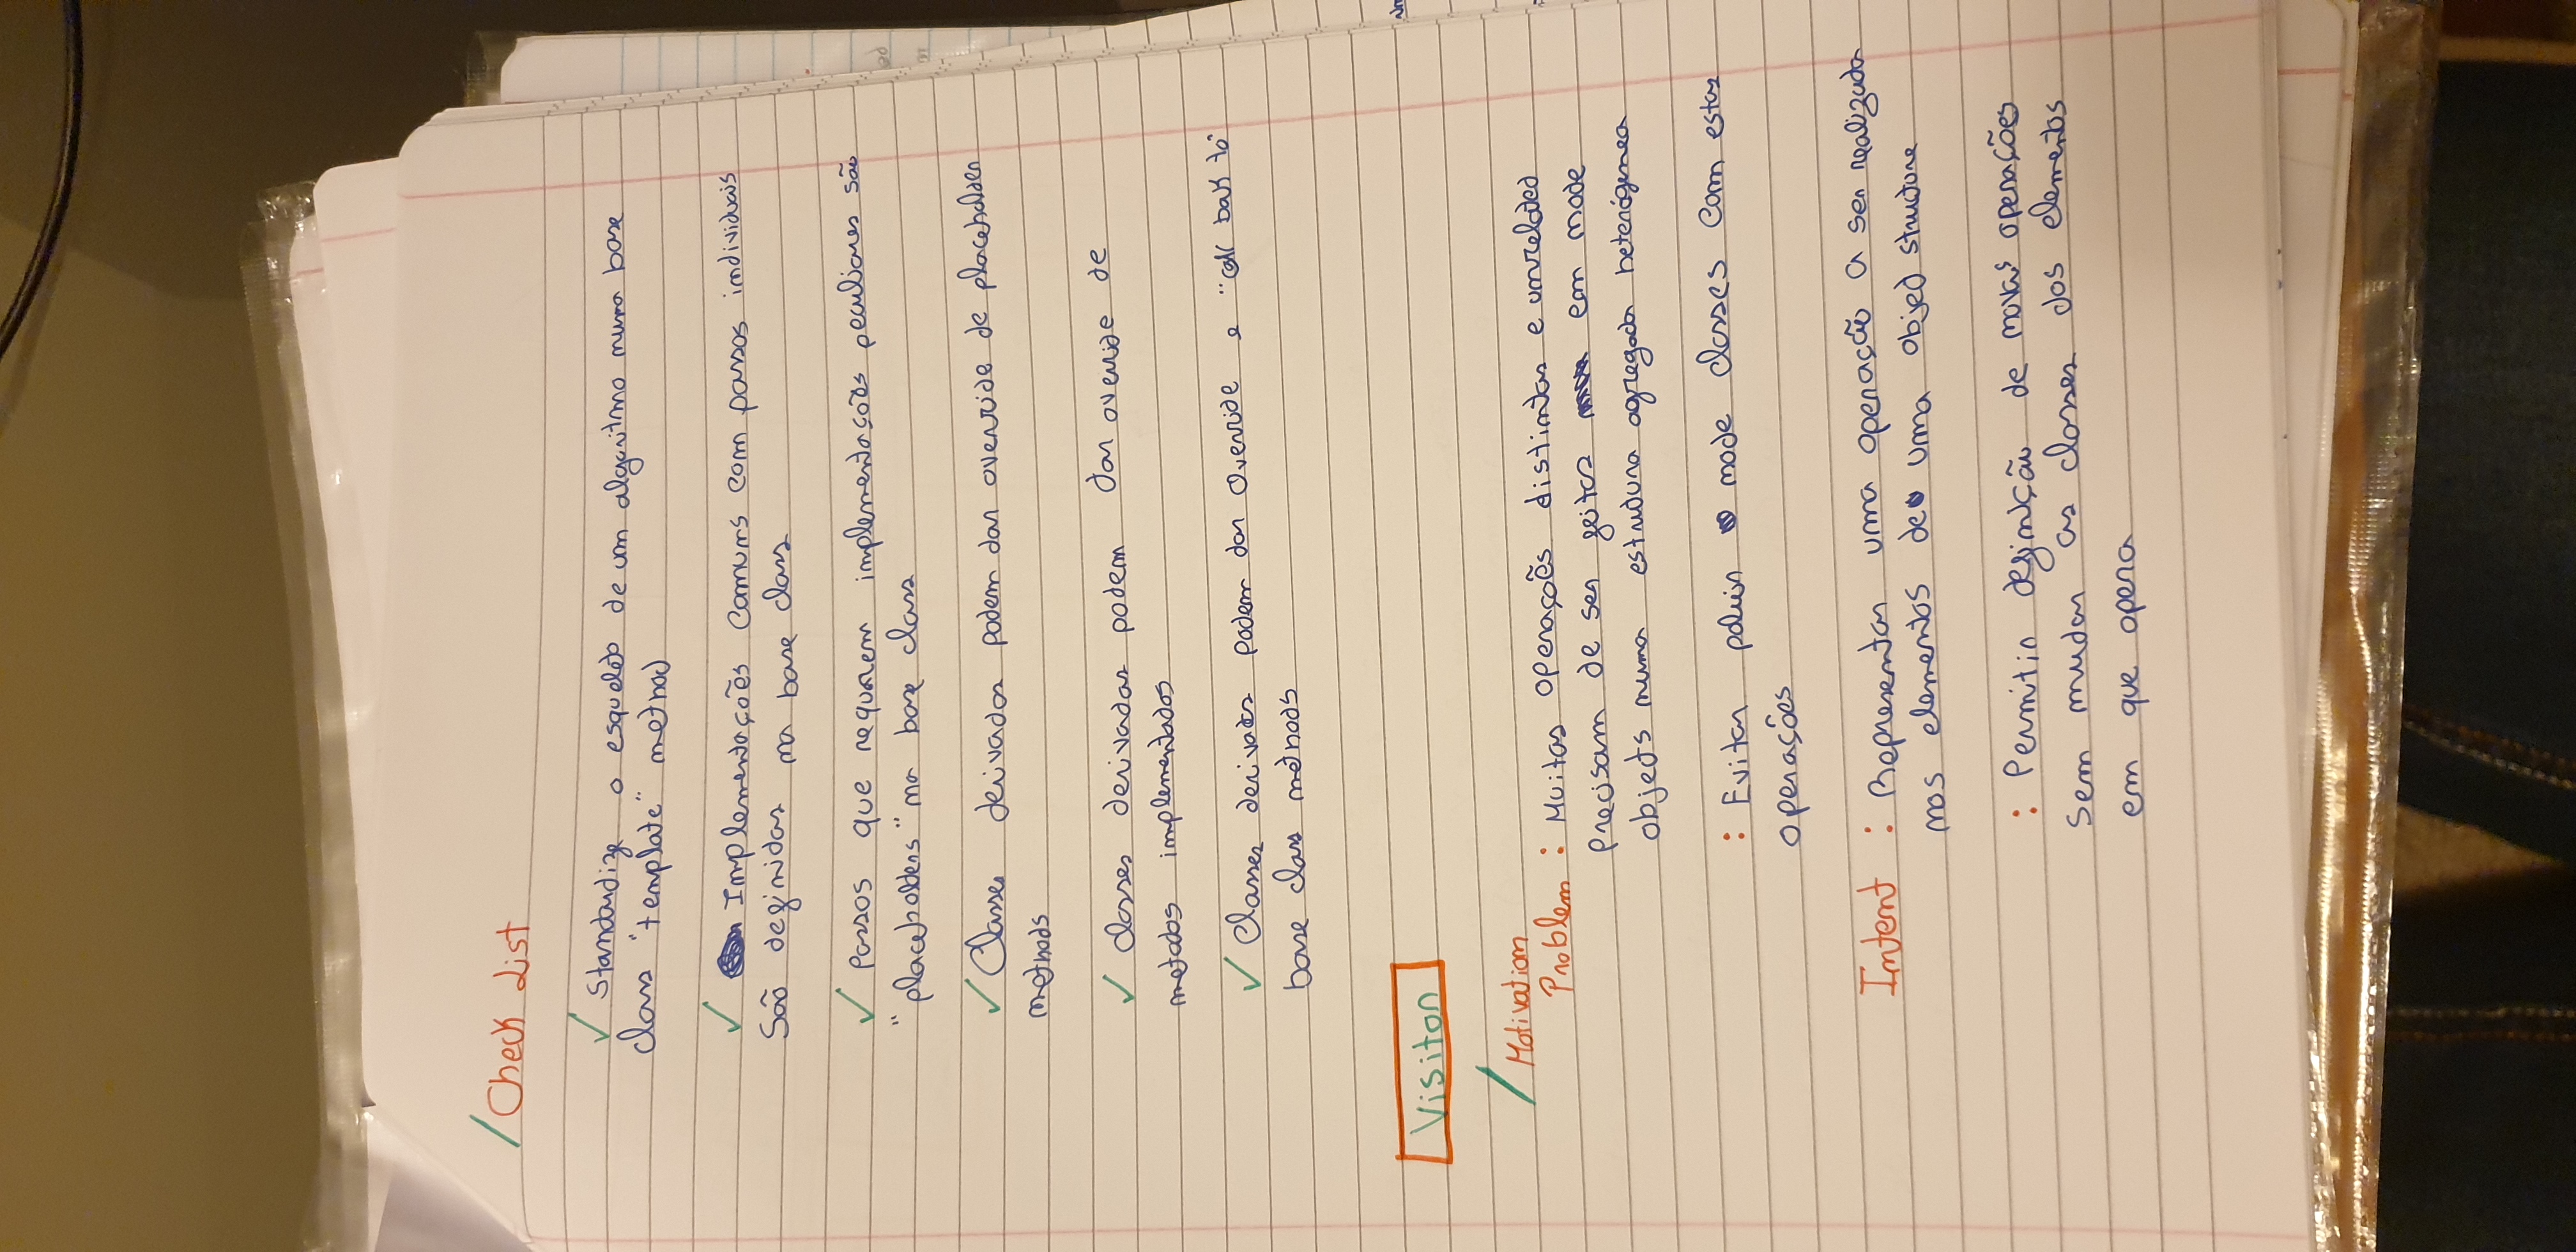 / Check List
✓ Standardize o esqueleto de um algoritmo numa base
class "template" method
✓ Implementações comuns com passos individuais
São definidas na base class
✓ Passos que requerem implementações peculiares são
"placeholders" na base class
✓ Classes derivadas podem dar override de placeholder
methods
✓ Classes derivadas podem dar override de
metodos implementados
✓ Classes derivadas podem dar override e "call back to"
base class methods
Visitor
/ Motivation
Problem : Muitas operações distintas e unrelated
precisam de ser feitas em node
objects numa estrutura agregada heterógenea
: Evitar poluir node classes com estas
operações
Intent : Representar uma operação a ser realizada
nos elementos de uma object structure
: Permitir definição de novas operações
sem mudar as classes dos elementos
em que opera